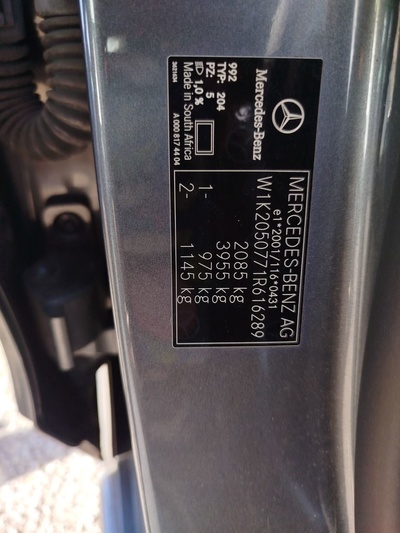 MERCEDES-BENZ AG
e1*2001/116*0431
W1K2050771R616289
2085 kg
3955 kg
1- 975 kg
2- 1145 kg
Mercedes-Benz
992
TYP: 204
PZ: 5
1,0 %
Made in South Africa
A 000 817 44 04
3421424